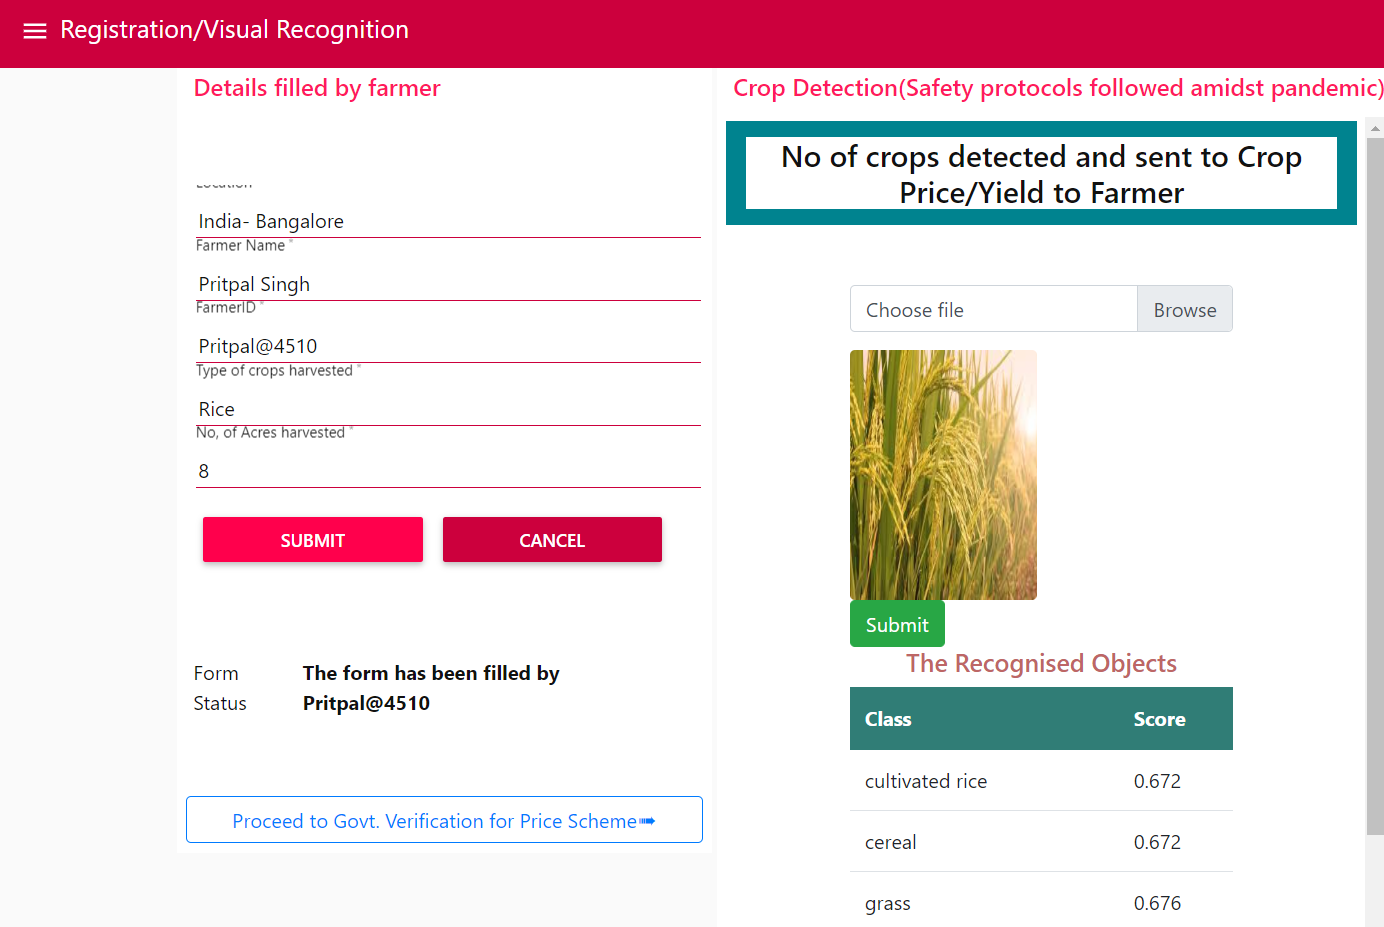 Registration/Visual Recognition
Details filled by farmer
Location
India- Bangalore
Farmer Name *
Pritpal Singh
FarmerID *
Pritpal@4510
Type of crops harvested *
Rice
No, of Acres harvested *
8
SUBMIT
CANCEL
Form
Status
The form has been filled by
Pritpal@4510
Proceed to Govt. Verification for Price Scheme➠
Crop Detection(Safety protocols followed amidst pandemic)
No of crops detected and sent to Crop
Price/Yield to Farmer
Choose file
Browse
Submit
The Recognised Objects
Class Score
cultivated rice 0.672
cereal 0.672
grass 0.676